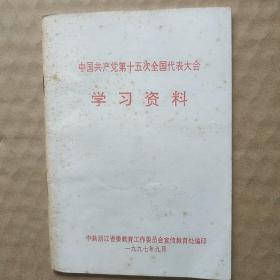 中国共产党第十五次全国代表大会
学习资料
中共浙江省委教育工作委员会宣传教育处编印
一九九七年九月